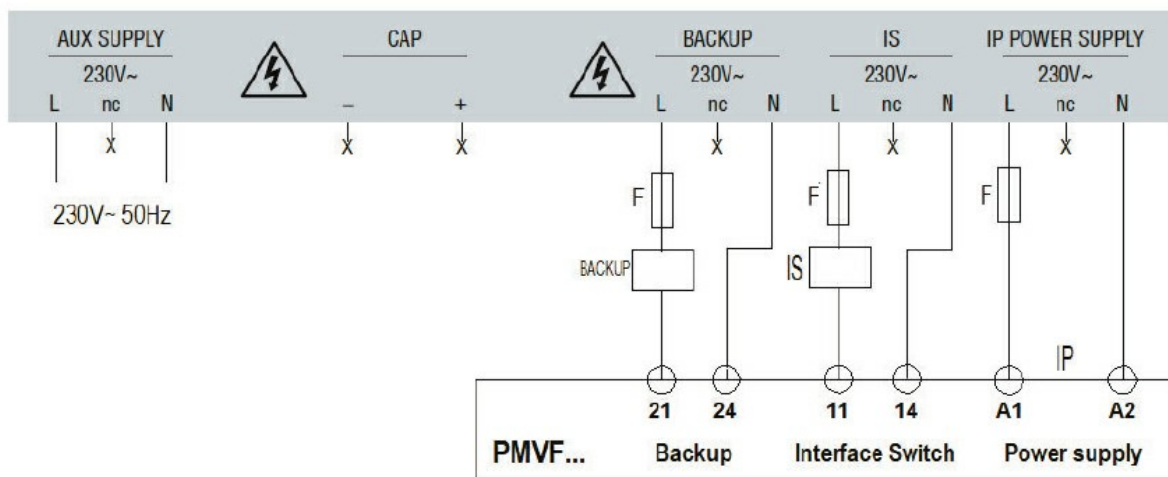 AUX SUPPLY CAP BACKUP IS IP POWER SUPPLY
230V~ 230V~ 230V~ 230V~
L nc N – + L nc N L nc N L nc N
X X X X X X
230V~ 50Hz
F F F
BACKUP IS
IP
21 24 11 14 A1 A2
PMVF... Backup Interface Switch Power supply